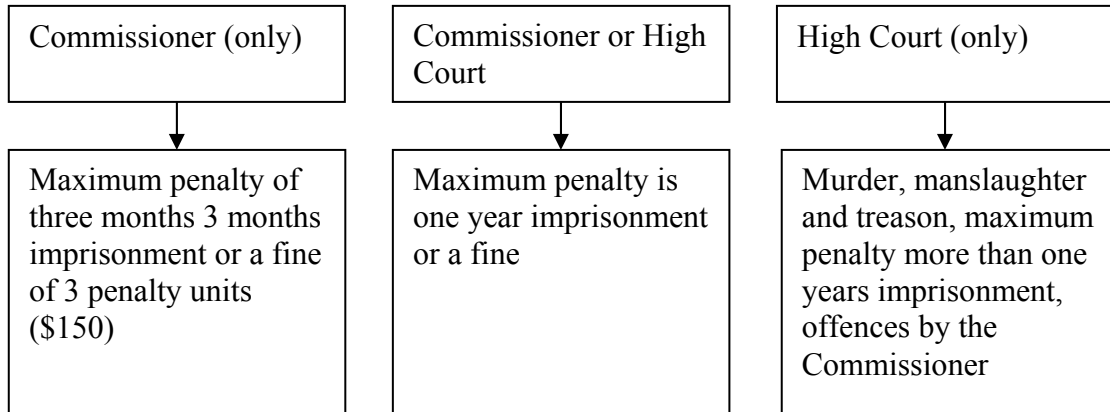 Commissioner (only)
Commissioner or High
Court
High Court (only)
Maximum penalty of
three months 3 months
imprisonment or a fine
of 3 penalty units
($150)
Maximum penalty is
one year imprisonment
or a fine
Murder, manslaughter
and treason, maximum
penalty more than one
years imprisonment,
offences by the
Commissioner